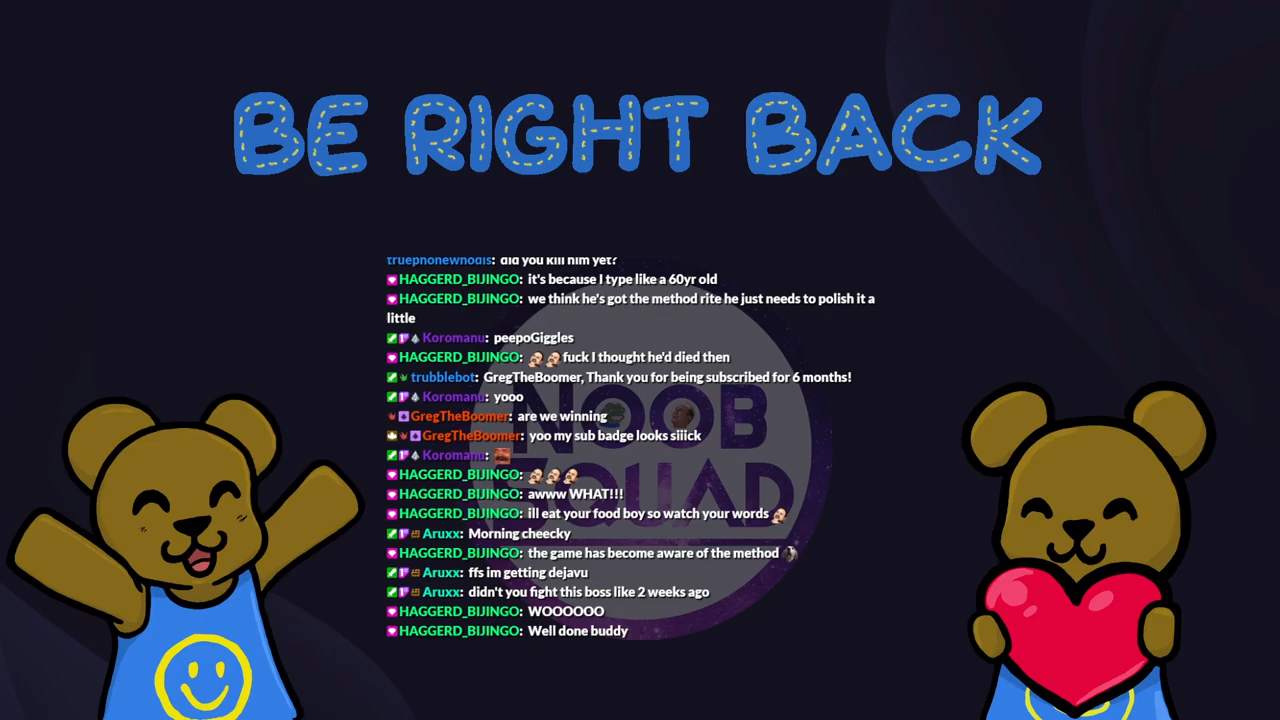 BE RIGHT BACK
truepnonewnodis: did you kill him yet?
HAGGERD_BIJINGO: it's because I type like a 60yr old
HAGGERD_BIJINGO: we think he's got the method rite he just needs to polish it a
little
Koromanu: peepoGiggles
HAGGERD_BIJINGO: fuck I thought he'd died then
trubblebot: GregTheBoomer, Thank you for being subscribed for 6 months!
Koromanu: yooo
GregTheBoomer: are we winning
GregTheBoomer: yoo my sub badge looks siiick
Koromanu:
HAGGERD_BIJINGO:
HAGGERD_BIJINGO: awww WHAT!!!
HAGGERD_BIJINGO: ill eat your food boy so watch your words
Aruxx: Morning cheecky
HAGGERD_BIJINGO: the game has become aware of the method
Aruxx: ffs im getting dejavu
Aruxx: didn't you fight this boss like 2 weeks ago
HAGGERD_BIJINGO: WOOOOOO
HAGGERD_BIJINGO: Well done buddy
NOOB
SQUAD